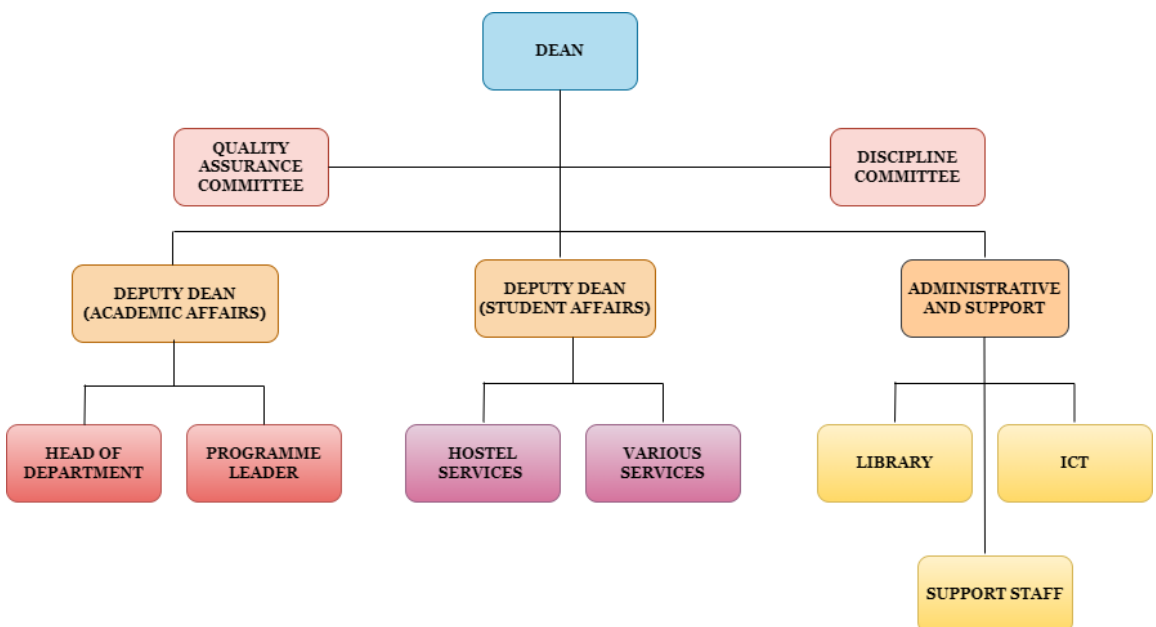 DEAN
QUALITY
ASSURANCE
COMMITTEE
DISCIPLINE
COMMITTEE
DEPUTY DEAN
(ACADEMIC AFFAIRS)
DEPUTY DEAN
(STUDENT AFFAIRS)
ADMINISTRATIVE
AND SUPPORT
HEAD OF
DEPARTMENT
PROGRAMME
LEADER
HOSTEL
SERVICES
VARIOUS
SERVICES
LIBRARY
ICT
SUPPORT STAFF